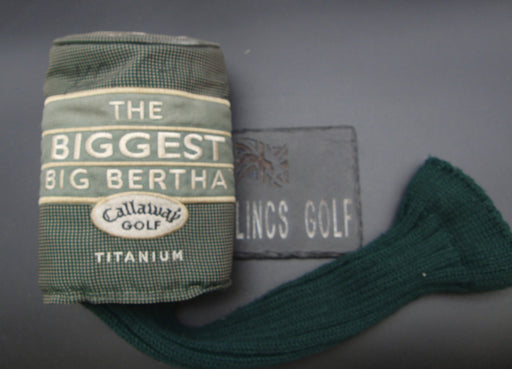 THE
BIGGEST
BIG BERTHA
Callaway
GOLF
TITANIUM
LINCS GOLF